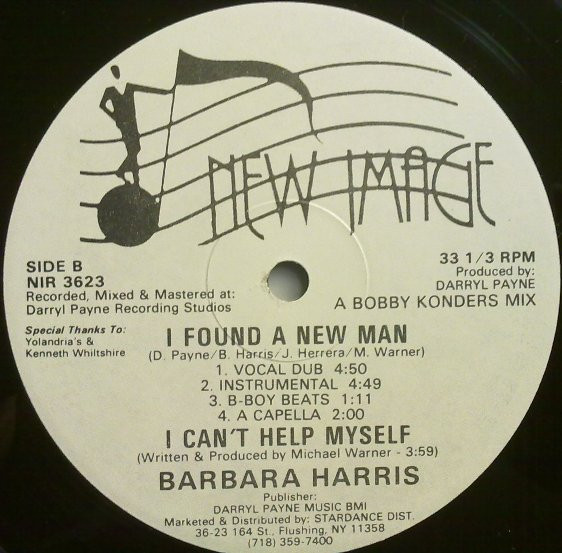 NEW IMAGE
SIDE B
NIR 3623
Recorded, Mixed & Mastered at:
Darryl Payne Recording Studios
33 1/3 RPM
Produced by:
DARRYL PAYNE
A BOBBY KONDERS MIX
Special Thanks To:
Yolandria's &
Kenneth Whiltshire
I FOUND A NEW MAN
(D. Payne/B. Harris/J. Herrera/M. Warner)
1. VOCAL DUB 4:50
2. INSTRUMENTAL 4:49
3. B-BOY BEATS 1:11
4. A CAPELLA 2:00
I CAN'T HELP MYSELF
(Written & Produced by Michael Warner - 3:59)
BARBARA HARRIS
Publisher:
DARRYL PAYNE MUSIC BMI
Marketed & Distributed by: STARDANCE DIST.
36-23 164 St., Flushing, NY 11358
(718) 359-7400